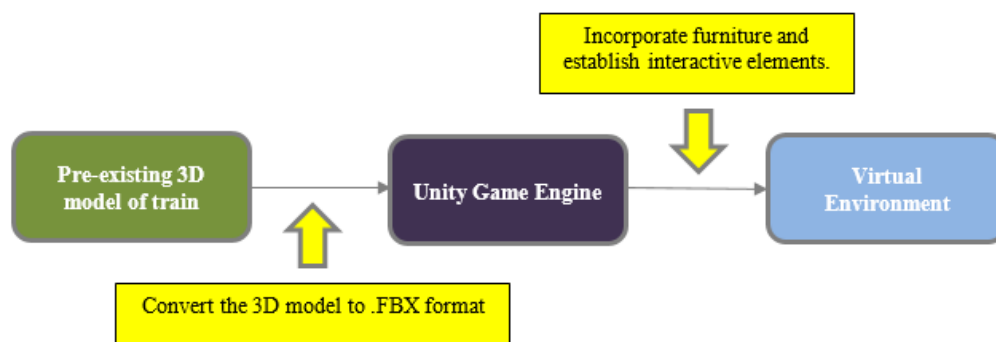 Incorporate furniture and
establish interactive elements.
Pre-existing 3D
model of train
Unity Game Engine
Virtual
Environment
Convert the 3D model to .FBX format